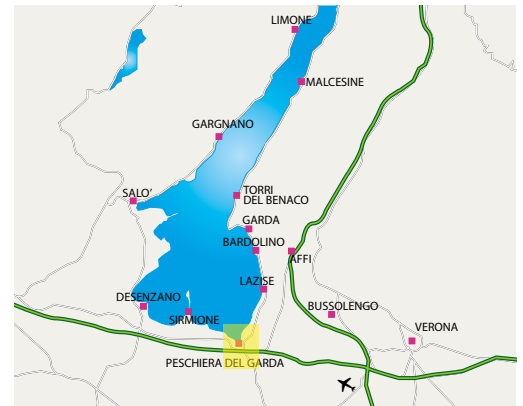 LIMONE
MALCESINE
GARGNANO
SALO'
TORRI
DEL BENACO
GARDA
BARDOLINO
AFFI
LAZISE
DESENZANO
SIRMIONE
BUSSOLENGO
VERONA
PESCHIERA DEL GARDA